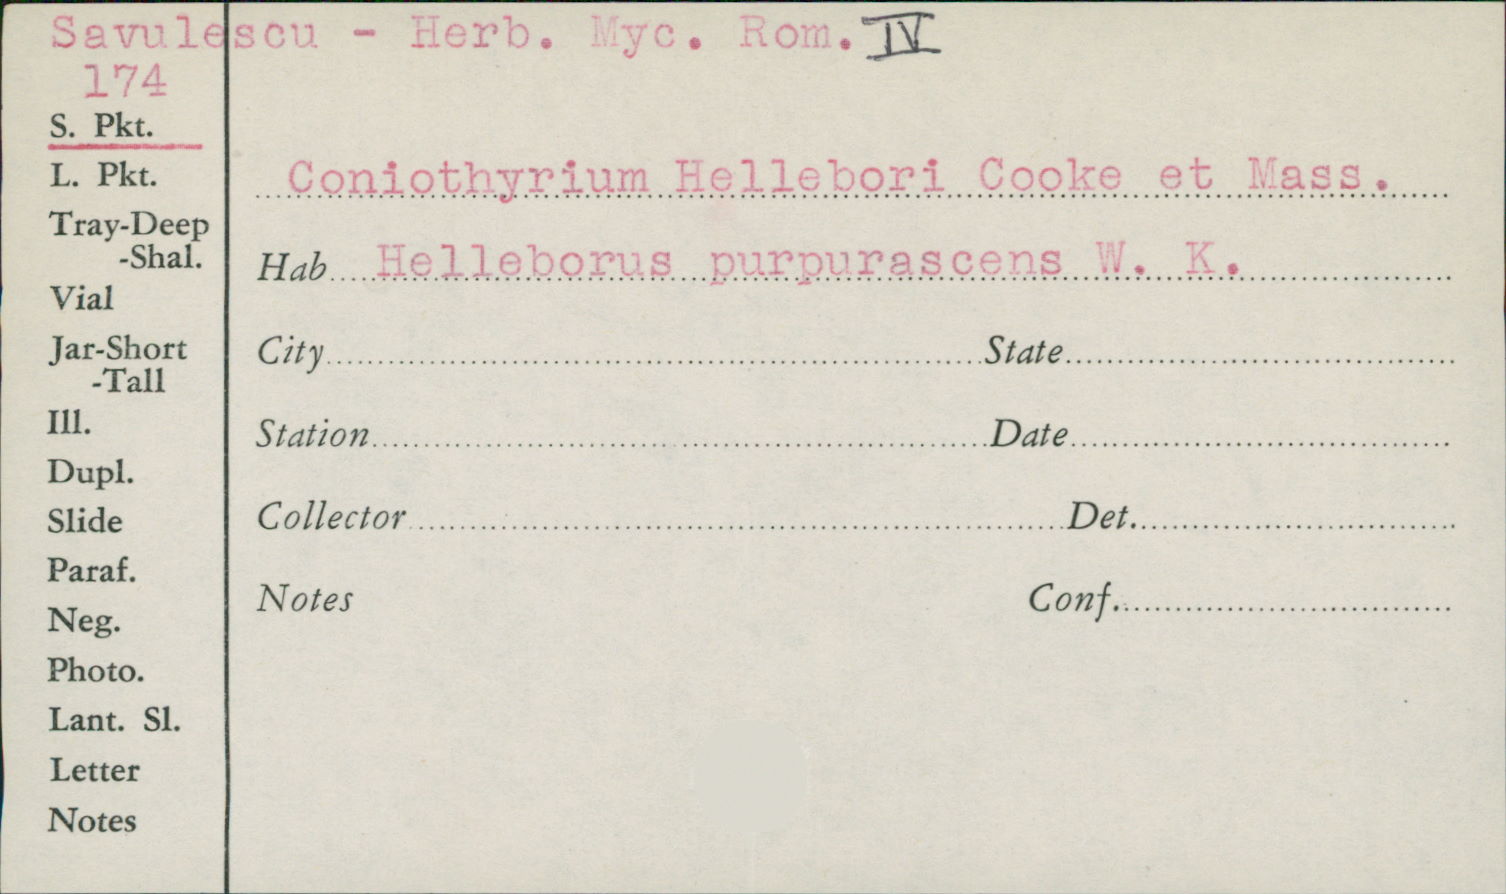 Savulescu - Herb. Myc. Rom. IV
174
S. Pkt.
L. Pkt.
Tray-Deep
-Shal.
Vial
Jar-Short
-Tall
Ill.
Dupl.
Slide
Paraf.
Neg.
Photo.
Lant. Sl.
Letter
Notes
Coniothyrium Hellebori Cooke et Mass.
Hab Helleborus purpurascens W. K.
City State
Station Date
Collector Det.
Notes Conf.